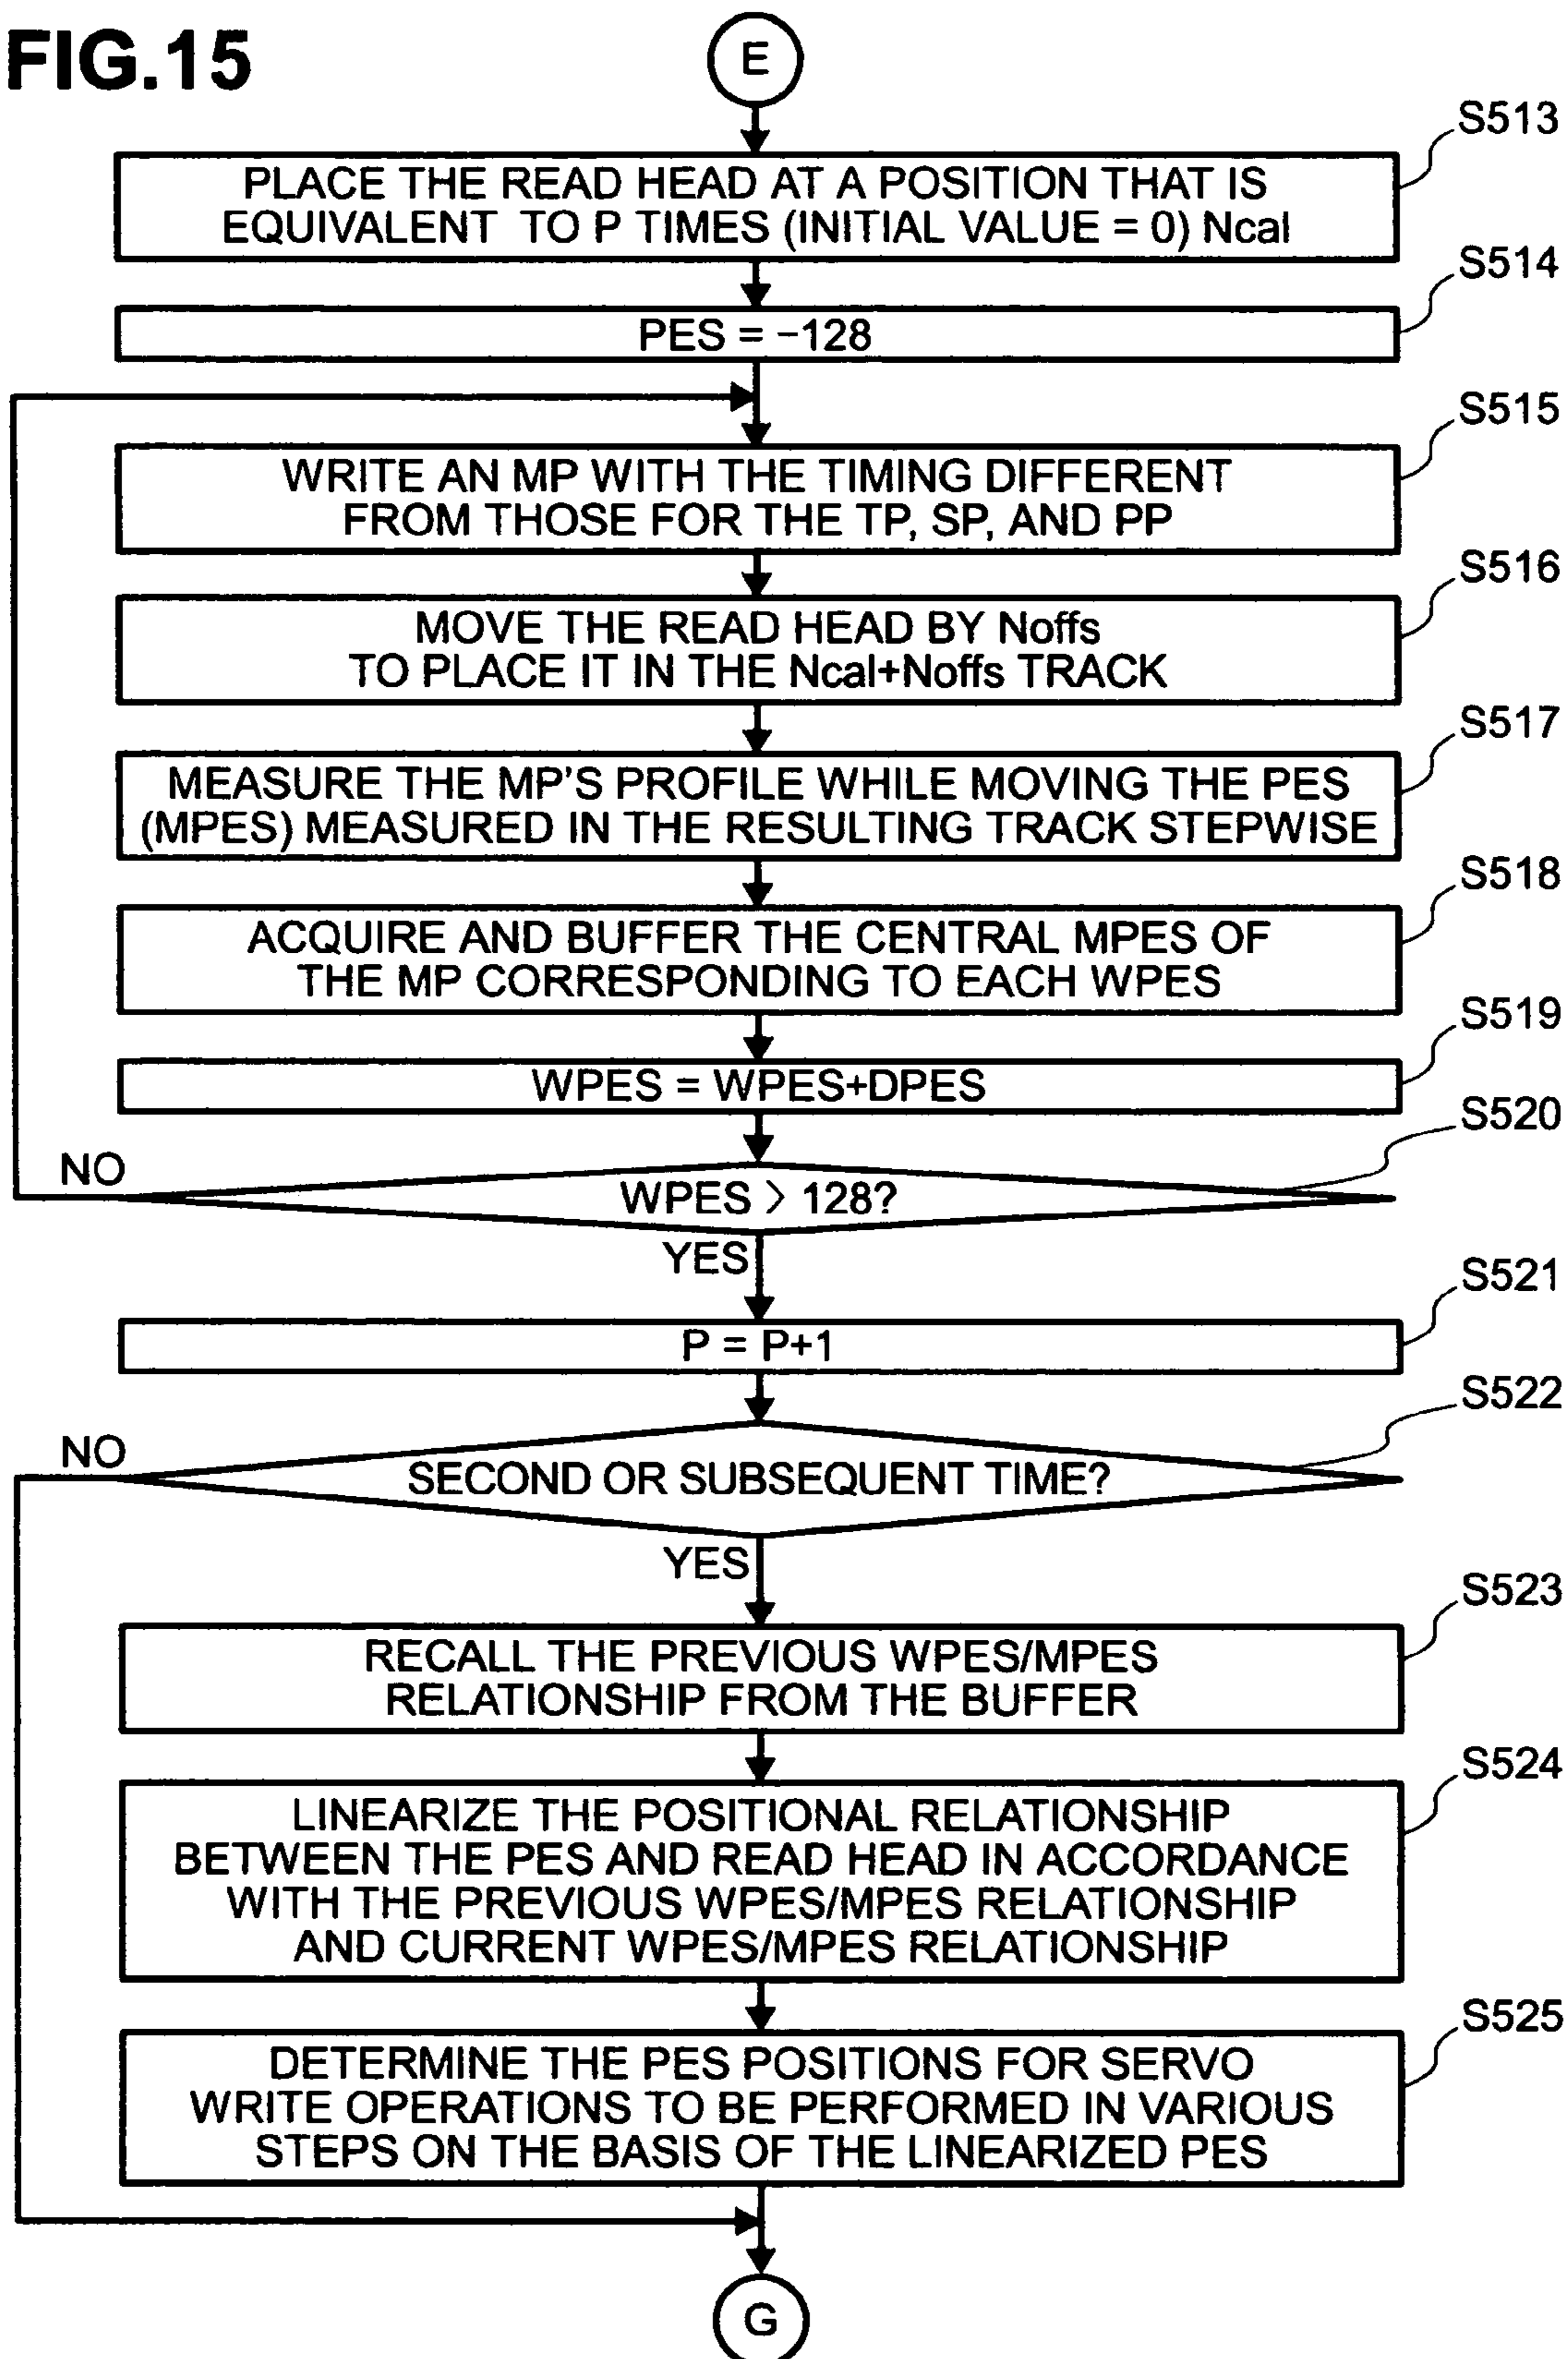 FIG.15
E
S513
PLACE THE READ HEAD AT A POSITION THAT IS
EQUIVALENT TO P TIMES (INITIAL VALUE = 0) Ncal
S514
PES = −128
S515
WRITE AN MP WITH THE TIMING DIFFERENT
FROM THOSE FOR THE TP, SP, AND PP
S516
MOVE THE READ HEAD BY Noffs
TO PLACE IT IN THE Ncal+Noffs TRACK
S517
MEASURE THE MP'S PROFILE WHILE MOVING THE PES
(MPES) MEASURED IN THE RESULTING TRACK STEPWISE
S518
ACQUIRE AND BUFFER THE CENTRAL MPES OF
THE MP CORRESPONDING TO EACH WPES
S519
WPES = WPES+DPES
S520
NO
WPES > 128?
YES
S521
P = P+1
S522
NO
SECOND OR SUBSEQUENT TIME?
YES
S523
RECALL THE PREVIOUS WPES/MPES
RELATIONSHIP FROM THE BUFFER
S524
LINEARIZE THE POSITIONAL RELATIONSHIP
BETWEEN THE PES AND READ HEAD IN ACCORDANCE
WITH THE PREVIOUS WPES/MPES RELATIONSHIP
AND CURRENT WPES/MPES RELATIONSHIP
S525
DETERMINE THE PES POSITIONS FOR SERVO
WRITE OPERATIONS TO BE PERFORMED IN VARIOUS
STEPS ON THE BASIS OF THE LINEARIZED PES
G